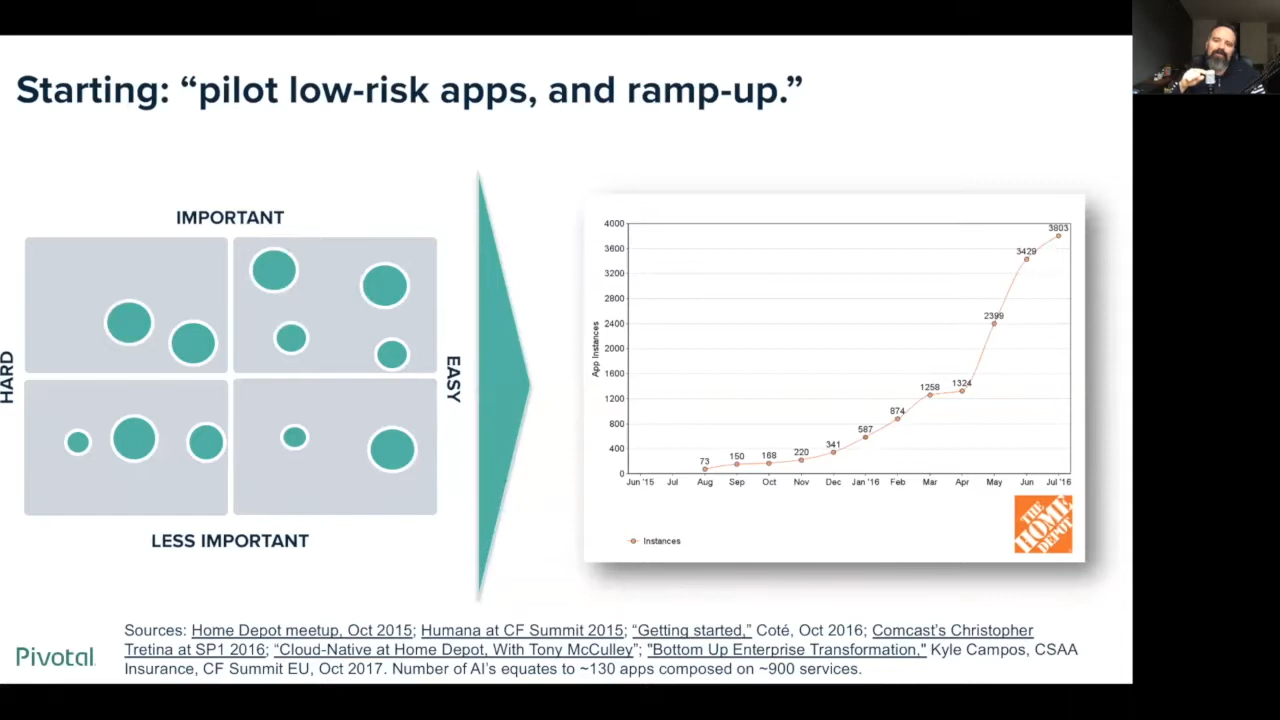 Starting: “pilot low-risk apps, and ramp-up.”
IMPORTANT
HARD
EASY
LESS IMPORTANT
4000
3600
3200
2800
2400
2000
1600
1200
800
400
0
App Instances
73
150
168
220
341
587
874
1258
1324
2399
3429
3803
Jun '15 Jul Aug Sep Oct Nov Dec Jan '16 Feb Mar Apr May Jun Jul '16
Instances
THE
HOME
DEPOT
Sources: Home Depot meetup, Oct 2015; Humana at CF Summit 2015; “Getting started,” Coté, Oct 2016; Comcast’s Christopher
Tretina at SP1 2016; “Cloud-Native at Home Depot, With Tony McCulley”; "Bottom Up Enterprise Transformation," Kyle Campos, CSAA
Insurance, CF Summit EU, Oct 2017. Number of AI’s equates to ~130 apps composed on ~900 services.
Pivotal